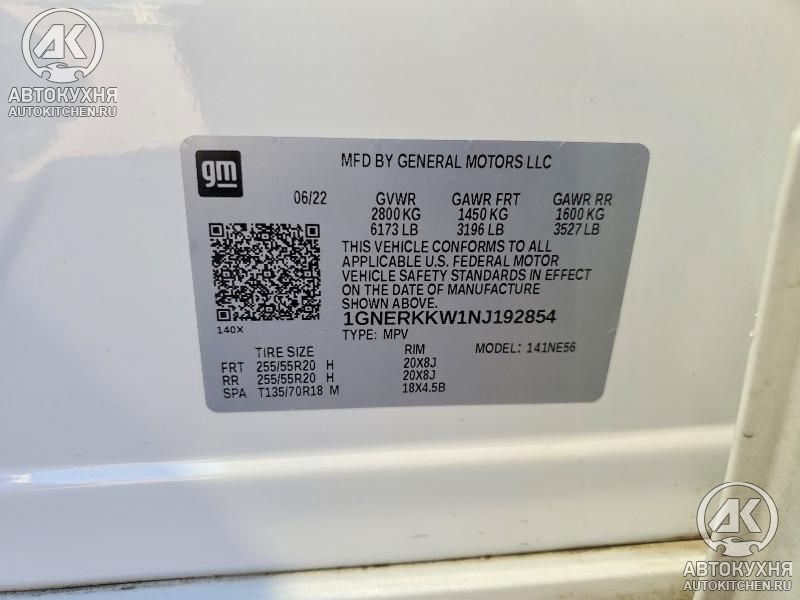 AK
АВТОКУХНЯ
AUTOKITCHEN.RU
gm
MFD BY GENERAL MOTORS LLC
06/22 GVWR GAWR FRT GAWR RR
2800 KG 1450 KG 1600 KG
6173 LB 3196 LB 3527 LB
THIS VEHICLE CONFORMS TO ALL
APPLICABLE U.S. FEDERAL MOTOR
VEHICLE SAFETY STANDARDS IN EFFECT
ON THE DATE OF MANUFACTURE
SHOWN ABOVE.
140X
1GNERKKW1NJ192854
TYPE: MPV
TIRE SIZE RIM MODEL: 141NE56
FRT 255/55R20 H 20X8J
RR 255/55R20 H 20X8J
SPA T135/70R18 M 18X4.5B
AK
АВТОКУХНЯ
AUTOKITCHEN.RU